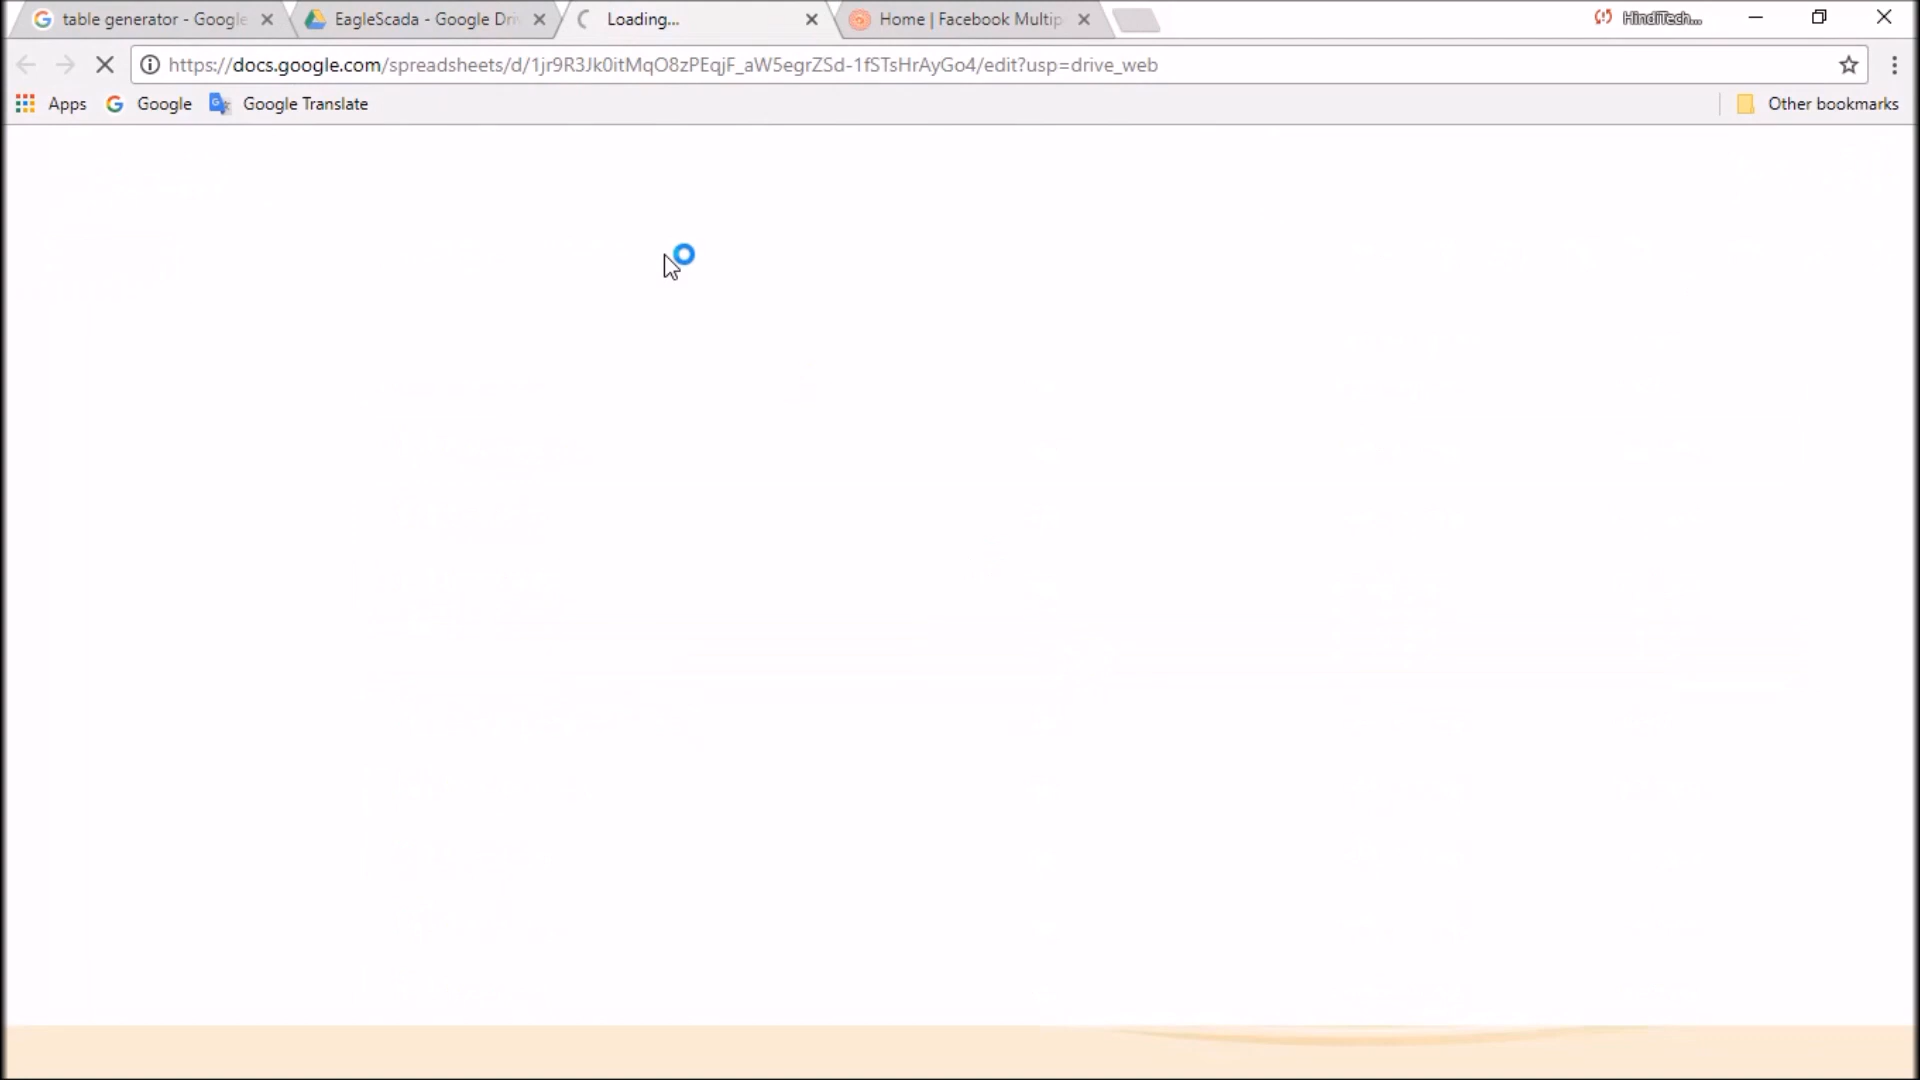 table generator - Google
EagleScada - Google Dri
Loading...
Home | Facebook Multip
HindiTech...
https://docs.google.com/spreadsheets/d/1jr9R3Jk0itMqO8zPEqjF_aW5egrZSd-1fSTsHrAyGo4/edit?usp=drive_web
Apps
Google
Google Translate
Other bookmarks